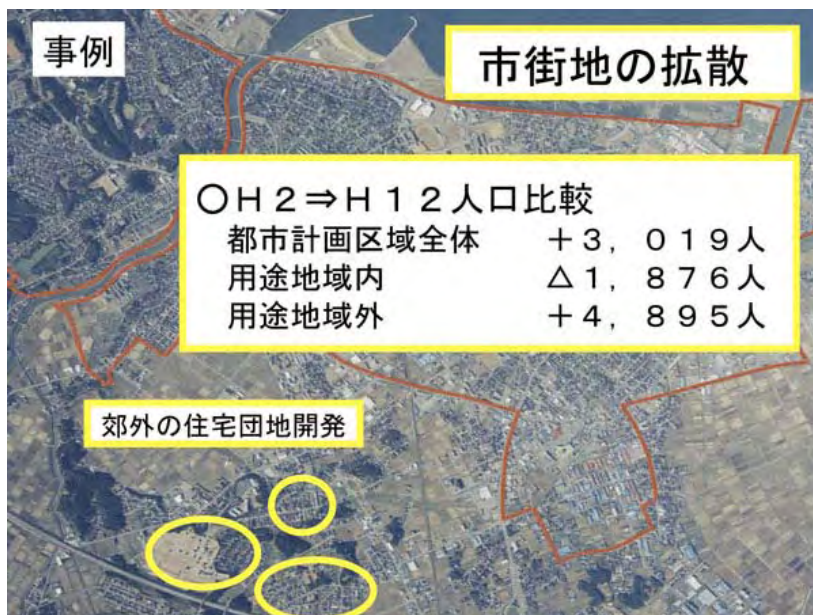 事例
市街地の拡散
〇H2⇒H12人口比較
都市計画区域全体 +3,019人
用途地域内 △1,876人
用途地域外 +4,895人
郊外の住宅団地開発